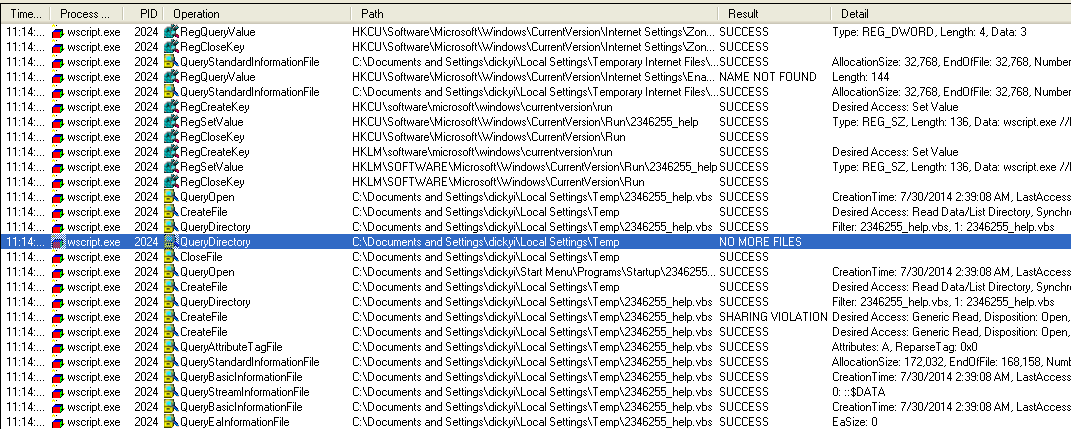 Time... Process ... PID Operation Path Result Detail
11:14:... wscript.exe 2024 RegQueryValue HKCU\Software\Microsoft\Windows\CurrentVersion\Internet Settings\Zon... SUCCESS Type: REG_DWORD, Length: 4, Data: 3
11:14:... wscript.exe 2024 RegCloseKey HKCU\Software\Microsoft\Windows\CurrentVersion\Internet Settings\Zon... SUCCESS
11:14:... wscript.exe 2024 QueryStandardInformationFile C:\Documents and Settings\dickyi\Local Settings\Temporary Internet Files\... SUCCESS AllocationSize: 32,768, EndOfFile: 32,768, Number
11:14:... wscript.exe 2024 RegQueryValue HKCU\Software\Microsoft\Windows\CurrentVersion\Internet Settings\Ena... NAME NOT FOUND Length: 144
11:14:... wscript.exe 2024 QueryStandardInformationFile C:\Documents and Settings\dickyi\Local Settings\Temporary Internet Files\... SUCCESS AllocationSize: 32,768, EndOfFile: 32,768, Number
11:14:... wscript.exe 2024 RegCreateKey HKCU\software\microsoft\windows\currentversion\run SUCCESS Desired Access: Set Value
11:14:... wscript.exe 2024 RegSetValue HKCU\Software\Microsoft\Windows\CurrentVersion\Run\2346255_help SUCCESS Type: REG_SZ, Length: 136, Data: wscript.exe //
11:14:... wscript.exe 2024 RegCloseKey HKCU\Software\Microsoft\Windows\CurrentVersion\Run SUCCESS
11:14:... wscript.exe 2024 RegCreateKey HKLM\software\microsoft\windows\currentversion\run SUCCESS Desired Access: Set Value
11:14:... wscript.exe 2024 RegSetValue HKLM\SOFTWARE\Microsoft\Windows\CurrentVersion\Run\2346255_help SUCCESS Type: REG_SZ, Length: 136, Data: wscript.exe //
11:14:... wscript.exe 2024 RegCloseKey HKLM\SOFTWARE\Microsoft\Windows\CurrentVersion\Run SUCCESS
11:14:... wscript.exe 2024 QueryOpen C:\Documents and Settings\dickyi\Local Settings\Temp\2346255_help.vbs SUCCESS CreationTime: 7/30/2014 2:39:08 AM, LastAccess
11:14:... wscript.exe 2024 CreateFile C:\Documents and Settings\dickyi\Local Settings\Temp SUCCESS Desired Access: Read Data/List Directory, Synchro
11:14:... wscript.exe 2024 QueryDirectory C:\Documents and Settings\dickyi\Local Settings\Temp\2346255_help.vbs SUCCESS Filter: 2346255_help.vbs, 1: 2346255_help.vbs
11:14:... wscript.exe 2024 QueryDirectory C:\Documents and Settings\dickyi\Local Settings\Temp NO MORE FILES
11:14:... wscript.exe 2024 CloseFile C:\Documents and Settings\dickyi\Local Settings\Temp SUCCESS
11:14:... wscript.exe 2024 QueryOpen C:\Documents and Settings\dickyi\Start Menu\Programs\Startup\2346255... SUCCESS CreationTime: 7/30/2014 2:39:08 AM, LastAccess
11:14:... wscript.exe 2024 CreateFile C:\Documents and Settings\dickyi\Local Settings\Temp SUCCESS Desired Access: Read Data/List Directory, Synchro
11:14:... wscript.exe 2024 QueryDirectory C:\Documents and Settings\dickyi\Local Settings\Temp\2346255_help.vbs SUCCESS Filter: 2346255_help.vbs, 1: 2346255_help.vbs
11:14:... wscript.exe 2024 CreateFile C:\Documents and Settings\dickyi\Local Settings\Temp\2346255_help.vbs SHARING VIOLATION Desired Access: Generic Read, Disposition: Open,
11:14:... wscript.exe 2024 CreateFile C:\Documents and Settings\dickyi\Local Settings\Temp\2346255_help.vbs SUCCESS Desired Access: Generic Read, Disposition: Open,
11:14:... wscript.exe 2024 QueryAttributeTagFile C:\Documents and Settings\dickyi\Local Settings\Temp\2346255_help.vbs SUCCESS Attributes: A, ReparseTag: 0x0
11:14:... wscript.exe 2024 QueryStandardInformationFile C:\Documents and Settings\dickyi\Local Settings\Temp\2346255_help.vbs SUCCESS AllocationSize: 172,032, EndOfFile: 168,158, Num
11:14:... wscript.exe 2024 QueryBasicInformationFile C:\Documents and Settings\dickyi\Local Settings\Temp\2346255_help.vbs SUCCESS CreationTime: 7/30/2014 2:39:08 AM, LastAccess
11:14:... wscript.exe 2024 QueryStreamInformationFile C:\Documents and Settings\dickyi\Local Settings\Temp\2346255_help.vbs SUCCESS 0: ::$DATA
11:14:... wscript.exe 2024 QueryBasicInformationFile C:\Documents and Settings\dickyi\Local Settings\Temp\2346255_help.vbs SUCCESS CreationTime: 7/30/2014 2:39:08 AM, LastAccess
11:14:... wscript.exe 2024 QueryEaInformationFile C:\Documents and Settings\dickyi\Local Settings\Temp\2346255_help.vbs SUCCESS EaSize: 0